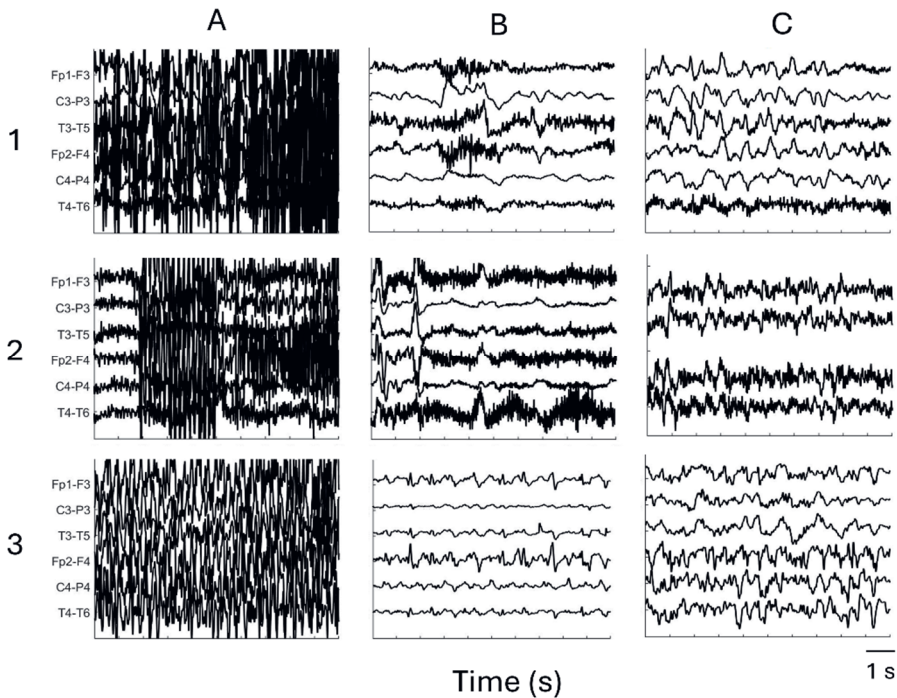 A B C
1
Fp1-F3
C3-P3
T3-T5
Fp2-F4
C4-P4
T4-T6
2
Fp1-F3
C3-P3
T3-T5
Fp2-F4
C4-P4
T4-T6
3
Fp1-F3
C3-P3
T3-T5
Fp2-F4
C4-P4
T4-T6
1 s
Time (s)